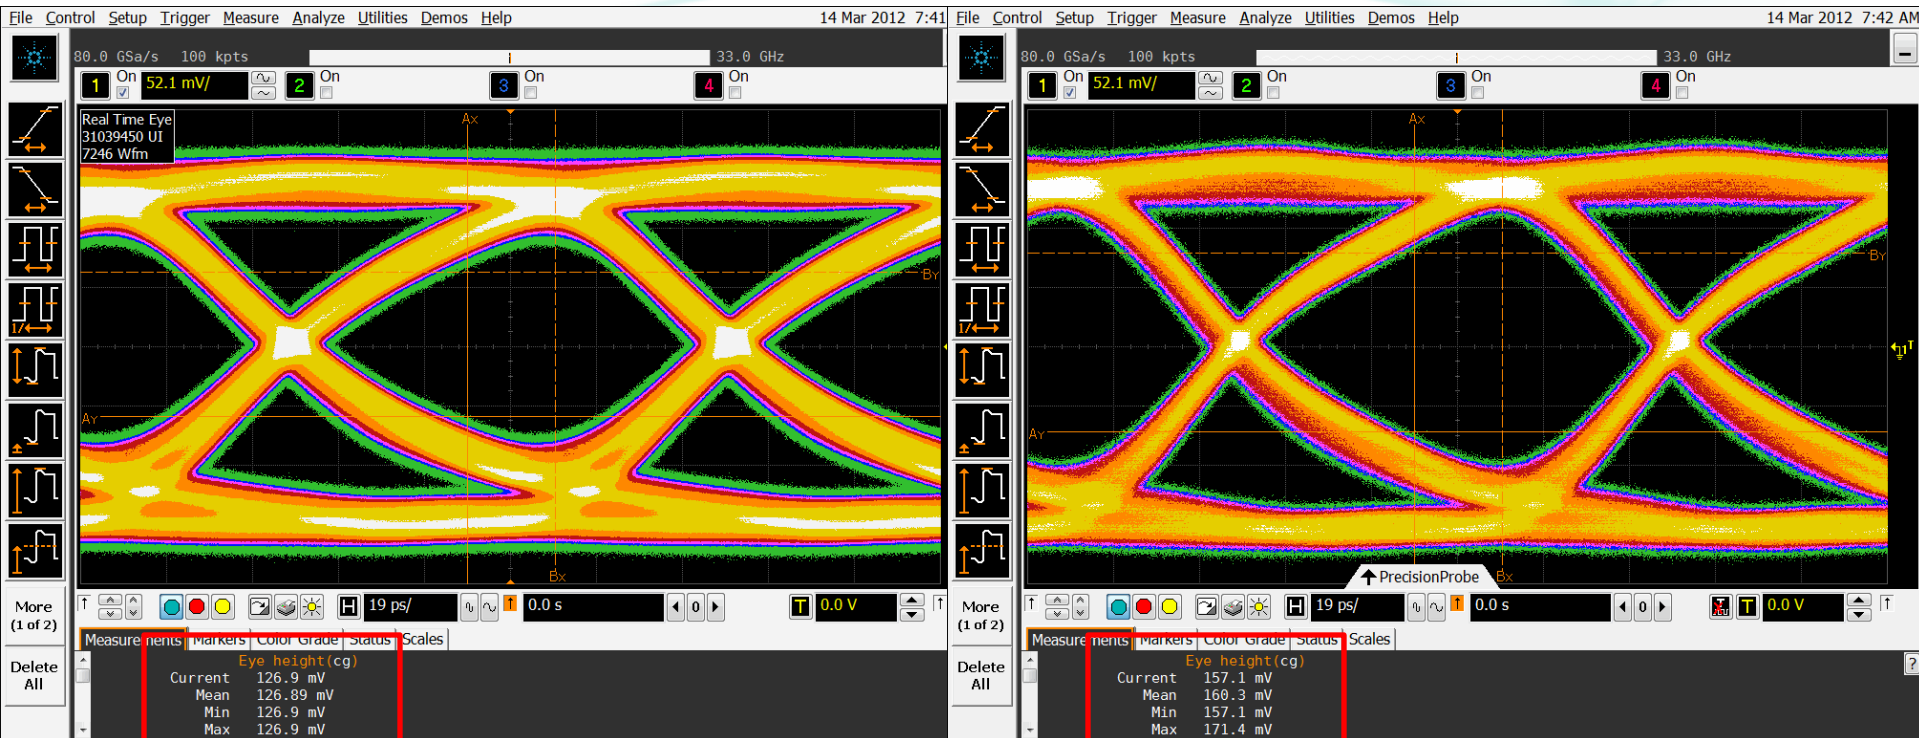 File Control Setup Trigger Measure Analyze Utilities Demos Help 14 Mar 2012 7:41
80.0 GSa/s 100 kpts 33.0 GHz
1 On 52.1 mV/ 2 On 3 On 4 On
Real Time Eye
31039450 UI
7246 Wfm
Ax
By
Ay
Bx
1/
More
(1 of 2)
Delete
All
H 19 ps/ 0.0 s 0 T 0.0 V
Measurements Markers Color Grade Status Scales
Eye height(cg)
Current 126.9 mV
Mean 126.89 mV
Min 126.9 mV
Max 126.9 mV
File Control Setup Trigger Measure Analyze Utilities Demos Help 14 Mar 2012 7:42 AM
80.0 GSa/s 100 kpts 33.0 GHz
1 On 52.1 mV/ 2 On 3 On 4 On
Ax
By
Ay
Bx
1T
1/
PrecisionProbe
More
(1 of 2)
Delete
All
H 19 ps/ 0.0 s 0 T 0.0 V
Measurements Markers Color Grade Status Scales
Eye height(cg)
?
Current 157.1 mV
Mean 160.3 mV
Min 157.1 mV
Max 171.4 mV